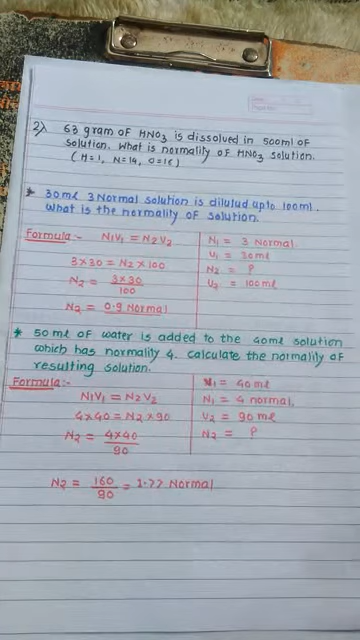 2) 63 gram of HNO3 is dissolved in 500ml of
solution. What is normality of HNO3 solution.
(H=1, N=14, O=16)
* 30ml 3Normal solution is diluted upto 100ml.
What is the normality of solution.
Formula:- N1V1 = N2V2
N1 = 3 Normal
V1 = 30ml
3×30 = N2×100
N2 = ?
N2 = 3×30
100
V2 = 100ml
N2 = 0.9 Normal
* 50ml of water is added to the 40ml solution
which has normality 4. calculate the normality of
resulting solution.
Formula:-
= 40ml
N1V1 = N2V2
N1 = 4 normal.
4×40 = N2×90
V2 = 90ml
N2 = 4×40
90
N2 = ?
N2 = 160
90
= 1.77 Normal